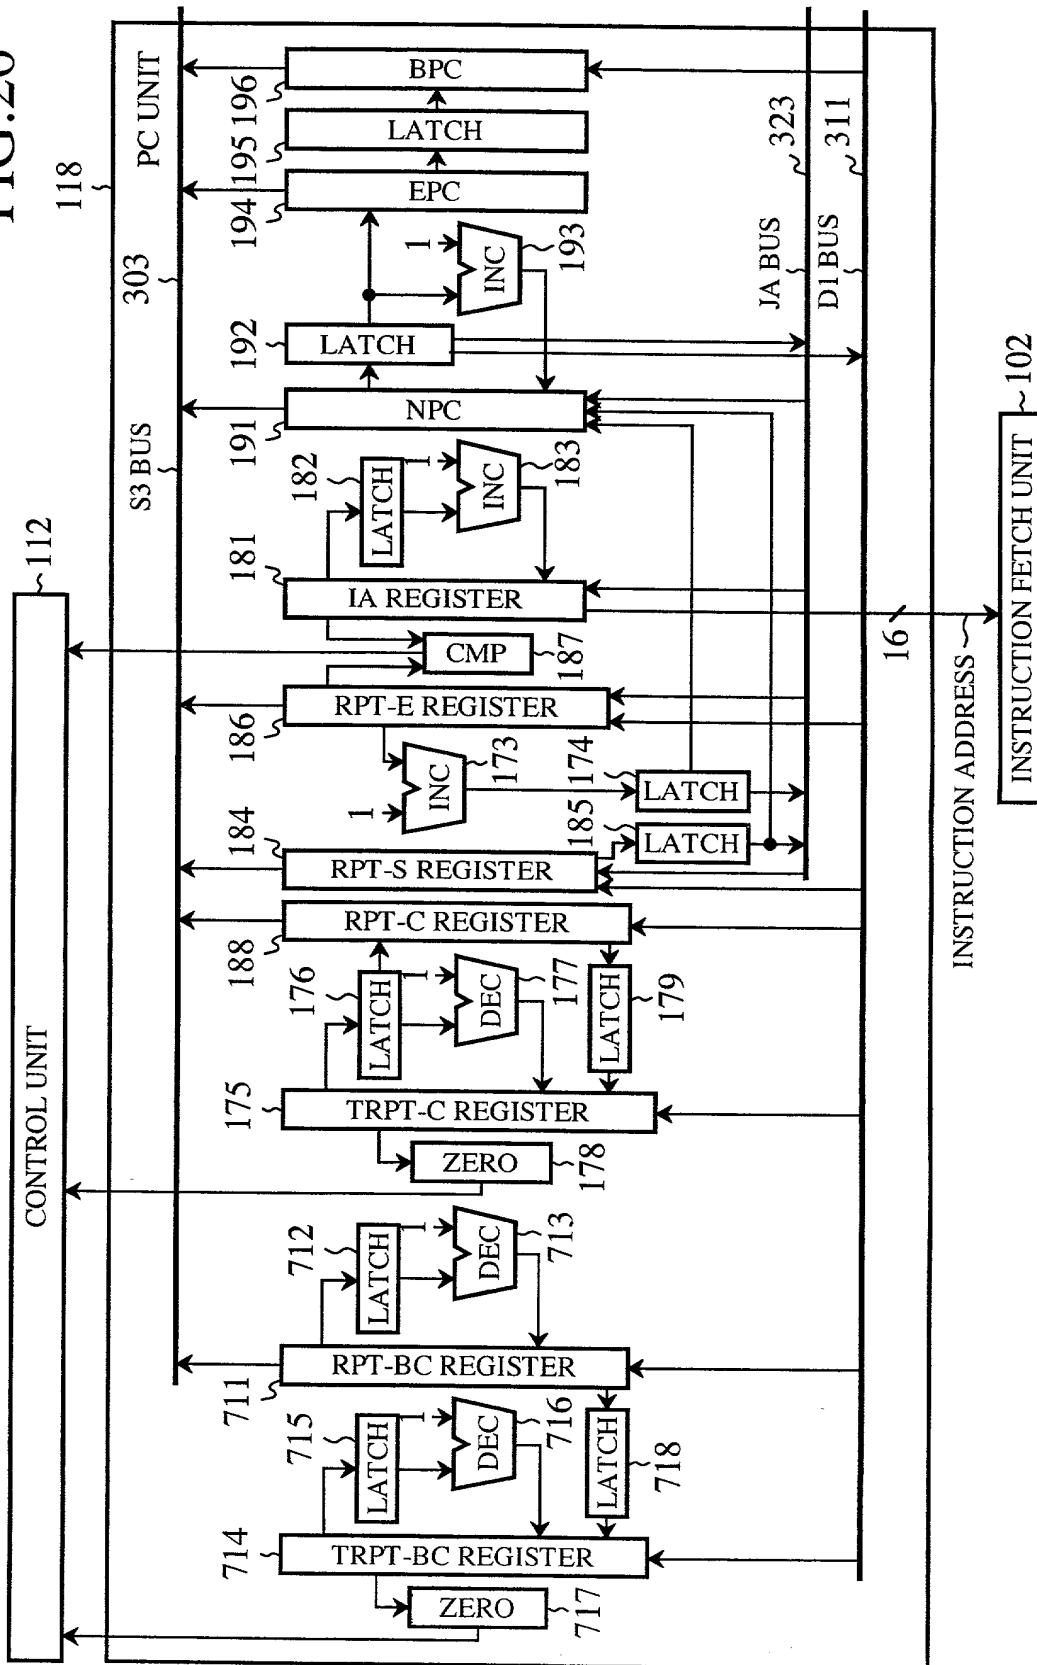 FIG.26
118
PC UNIT
303
S3 BUS
112
CONTROL UNIT
BPC
196
LATCH
195
EPC
194
1
INC
193
LATCH
192
NPC
191
LATCH
182
1
INC
183
IA REGISTER
181
CMP
187
RPT-E REGISTER
186
1
INC
173
LATCH
174
LATCH
185
RPT-S REGISTER
184
RPT-C REGISTER
188
LATCH
176
1
DEC
177
LATCH
179
TRPT-C REGISTER
175
ZERO
178
LATCH
712
1
DEC
713
RPT-BC REGISTER
711
LATCH
715
1
DEC
716
LATCH
718
TRPT-BC REGISTER
714
ZERO
717
JA BUS
323
D1 BUS
311
16
INSTRUCTION ADDRESS
INSTRUCTION FETCH UNIT
102